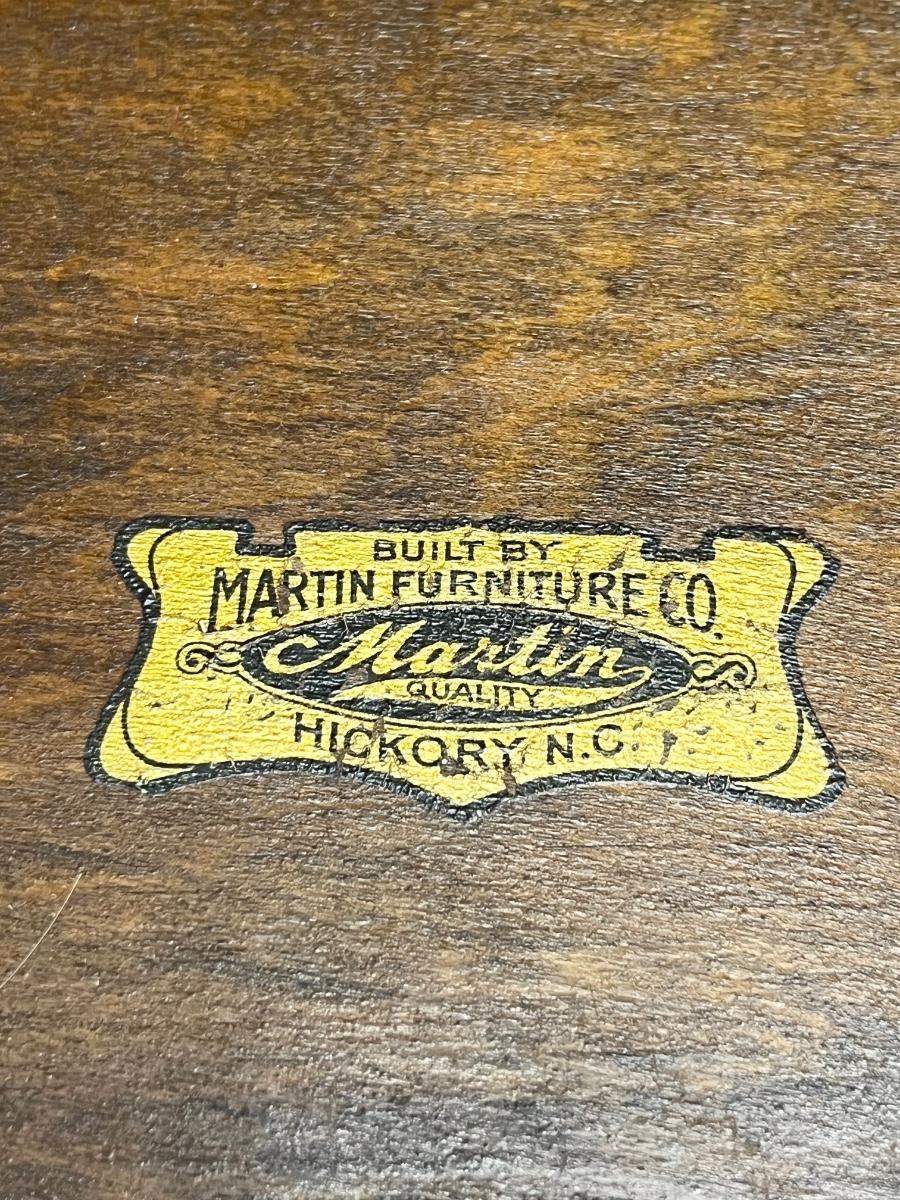 BUILT BY
MARTIN FURNITURE CO.
Martin
QUALITY
HICKORY, N.C.